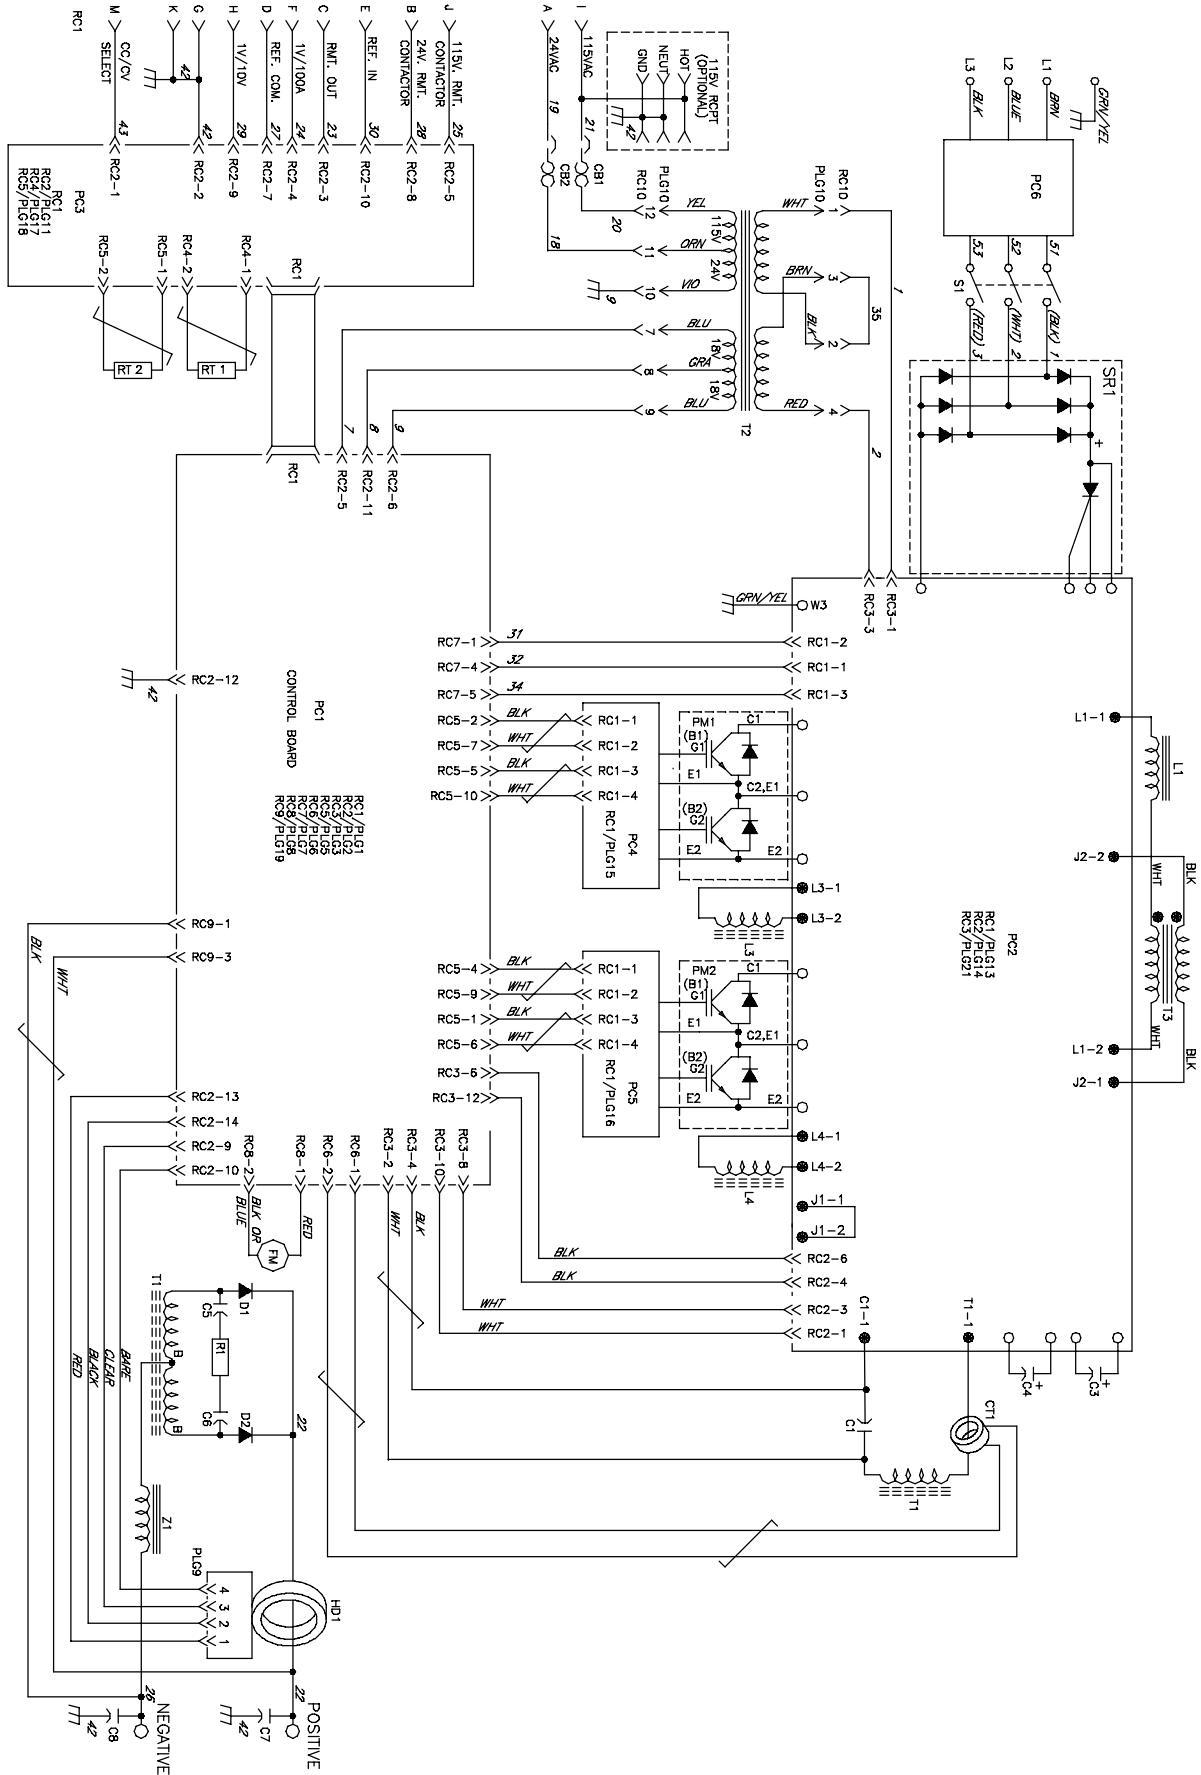 GRN/YEL
L1
BRN
L2
BLUE
L3
BLK
PC6
51
52
53
S1
(BLK) 1
(WHT) 2
(RED) 3
SR1
+
115V RCPT
(OPTIONAL)
HOT
NEUT
GND
42
I
115VAC
A
24VAC
21
19
CB1
CB2
20
18
RC10
PLG10
WHT
1
1
BRN
3
BLK
2
35
RED
4
2
PLG10
RC10
YEL
12
115V
ORN
11
24V
VIO
10
9
BLU
7
18V
GRA
8
18V
BLU
9
T2
J
115V. RMT.
CONTACTOR
25
RC2-5
B
24V. RMT.
CONTACTOR
28
RC2-8
E
REF. IN
30
RC2-10
C
RMT. OUT
23
RC2-3
F
1V/100A
24
RC2-4
D
REF. COM.
27
RC2-7
H
1V/10V
29
RC2-9
G
42
RC2-2
K
42
M
CC/CV
SELECT
43
RC2-1
RC1
PC3
RC1
RC2/PLG11
RC4/PLG17
RC5/PLG18
RC1
RC4-1
RC4-2
RC5-1
RC5-2
RT 1
RT 2
RC1
7
8
9
RC2-5
RC2-11
RC2-6
RC3-1
RC3-3
GRN/YEL
W3
RC7-1
31
RC1-2
RC7-4
32
RC1-1
RC7-5
34
RC1-3
RC5-2
BLK
RC1-1
RC5-7
WHT
RC1-2
RC5-5
BLK
RC1-3
RC5-10
WHT
RC1-4
PC4
RC1/PLG15
PM1
C1
(B1)
G1
E1
C2,E1
(B2)
G2
E2
E2
L3-1
L3-2
L3
RC2-12
42
PC1
CONTROL BOARD
RC1/PLG1
RC2/PLG2
RC3/PLG3
RC5/PLG5
RC6/PLG6
RC7/PLG7
RC8/PLG8
RC9/PLG19
PC2
RC1/PLG13
RC2/PLG14
RC3/PLG21
L1-1
L1
J2-2
BLK
WHT
T3
WHT
BLK
L1-2
J2-1
RC9-1
BLK
RC9-3
WHT
RC5-4
BLK
RC1-1
RC5-9
WHT
RC1-2
RC5-1
BLK
RC1-3
RC5-6
WHT
RC1-4
PC5
RC1/PLG16
PM2
C1
(B1)
G1
E1
C2,E1
(B2)
G2
E2
E2
L4-1
L4-2
L4
J1-1
J1-2
RC3-6
BLK
RC2-6
RC3-12
BLK
RC2-4
WHT
RC2-3
WHT
RC2-1
RC2-13
RC2-14
RC2-9
RC2-10
RC8-2
RC8-1
RC6-2
RC6-1
RC3-2
RC3-4
RC3-10
RC3-8
BLK OR
BLUE
RED
FM
WHT
BLK
C1-1
T1-1
C4
+
C3
+
CT1
C1
T1
T1
C5
D1
R1
B
B
C6
D2
22
BARE
CLEAR
BLACK
RED
Z1
PLG9
4
3
2
1
HD1
22
POSITIVE
C7
42
26
NEGATIVE
C8
42